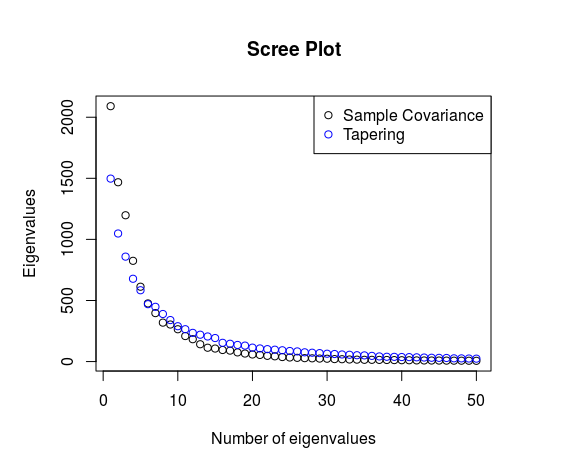 Scree Plot
Sample Covariance
Tapering
Eigenvalues
2000
1500
1000
500
0
0 10 20 30 40 50
Number of eigenvalues